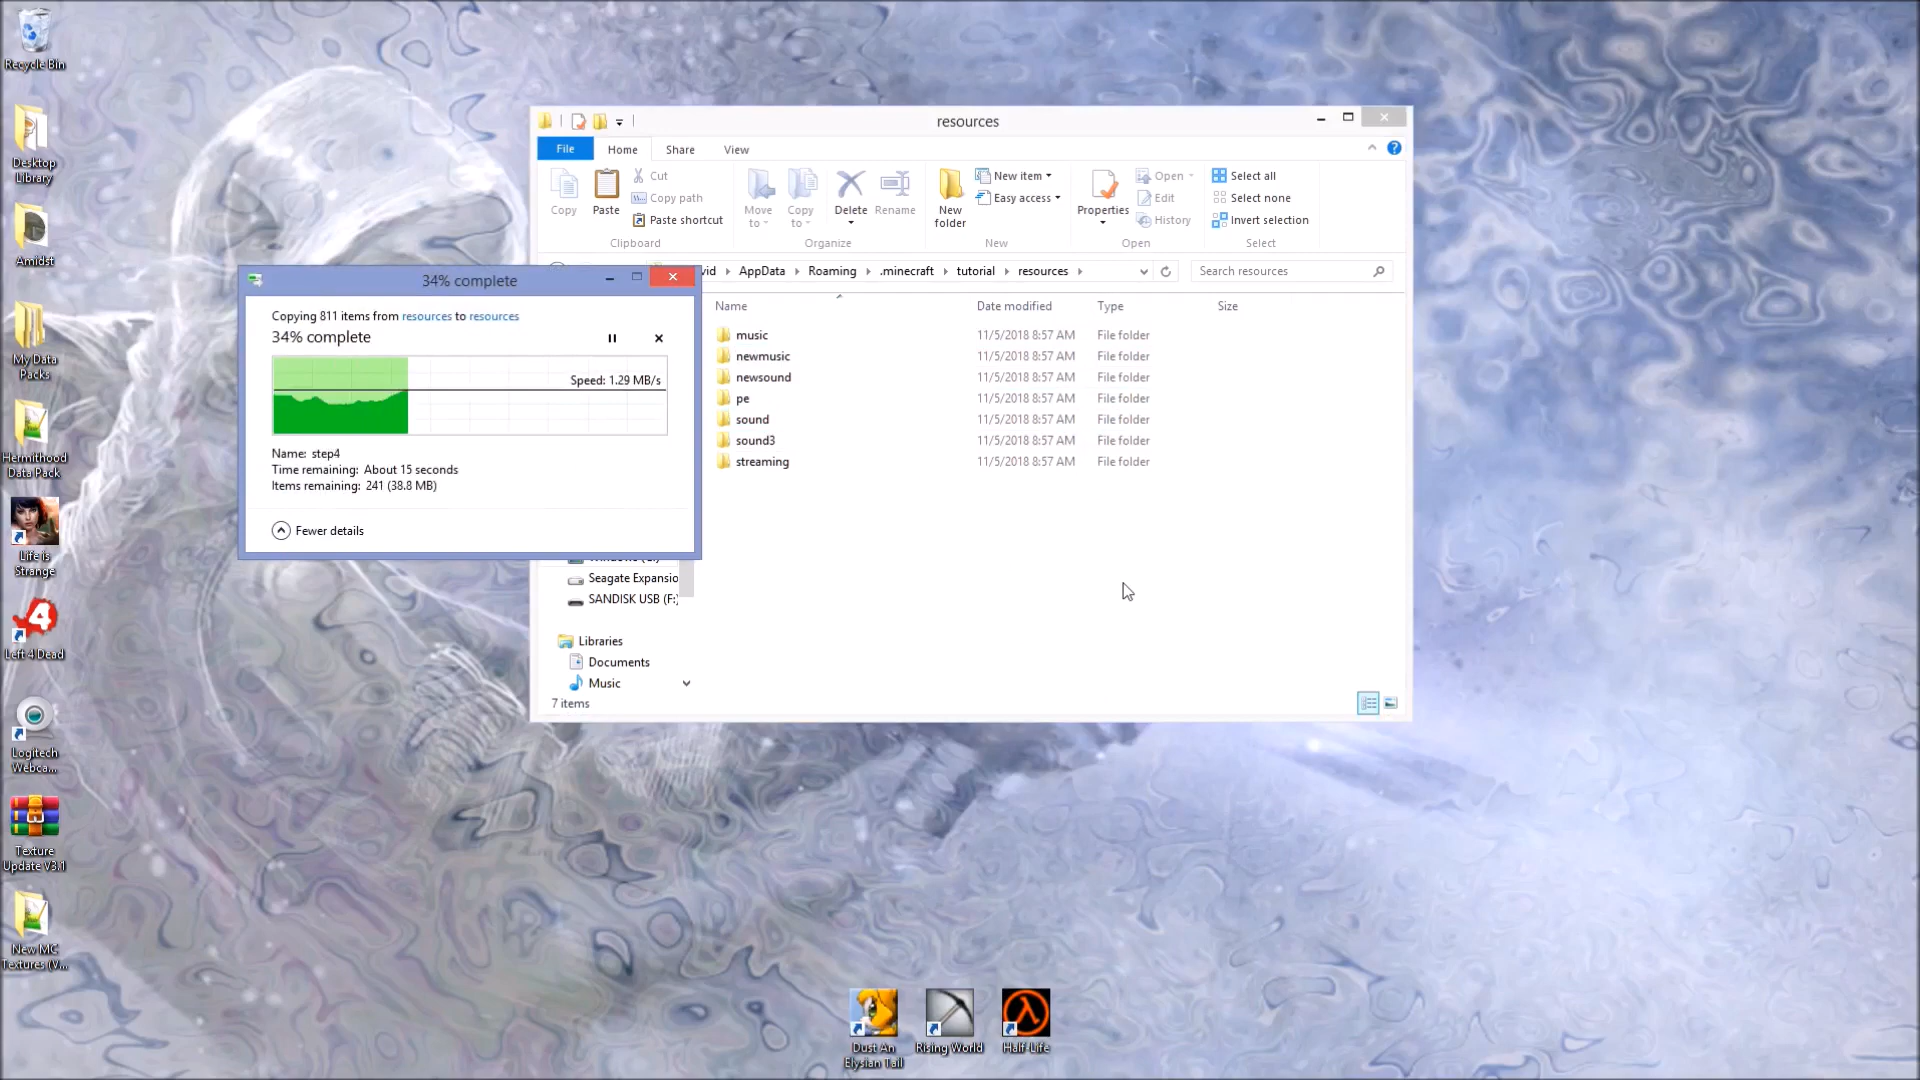 Recycle Bin
Desktop
Library
Amidst
My Data
Packs
Hermithood
Data Pack
Life is
Strange
Left 4 Dead
Logitech
Webca...
Texture
Update V3.1
New MC
Textures (V...
resources
File
Home
Share
View
Copy
Paste
Cut
Copy path
Paste shortcut
Clipboard
Move
to
Copy
to
Delete
Rename
Organize
New
folder
New item
Easy access
New
Properties
Open
Edit
History
Open
Select all
Select none
Invert selection
Select
vid
AppData
Roaming
.minecraft
tutorial
resources
Search resources
Name
Date modified
Type
Size
music 11/5/2018 8:57 AM File folder
newmusic 11/5/2018 8:57 AM File folder
newsound 11/5/2018 8:57 AM File folder
pe 11/5/2018 8:57 AM File folder
sound 11/5/2018 8:57 AM File folder
sound3 11/5/2018 8:57 AM File folder
streaming 11/5/2018 8:57 AM File folder
34% complete
Copying 811 items from resources to resources
34% complete
Speed: 1.29 MB/s
Name: step4
Time remaining: About 15 seconds
Items remaining: 241 (38.8 MB)
Fewer details
Seagate Expansio
SANDISK USB (F:)
Libraries
Documents
Music
7 items
Dust An
Elysian Tail
Rising World
Half-Life